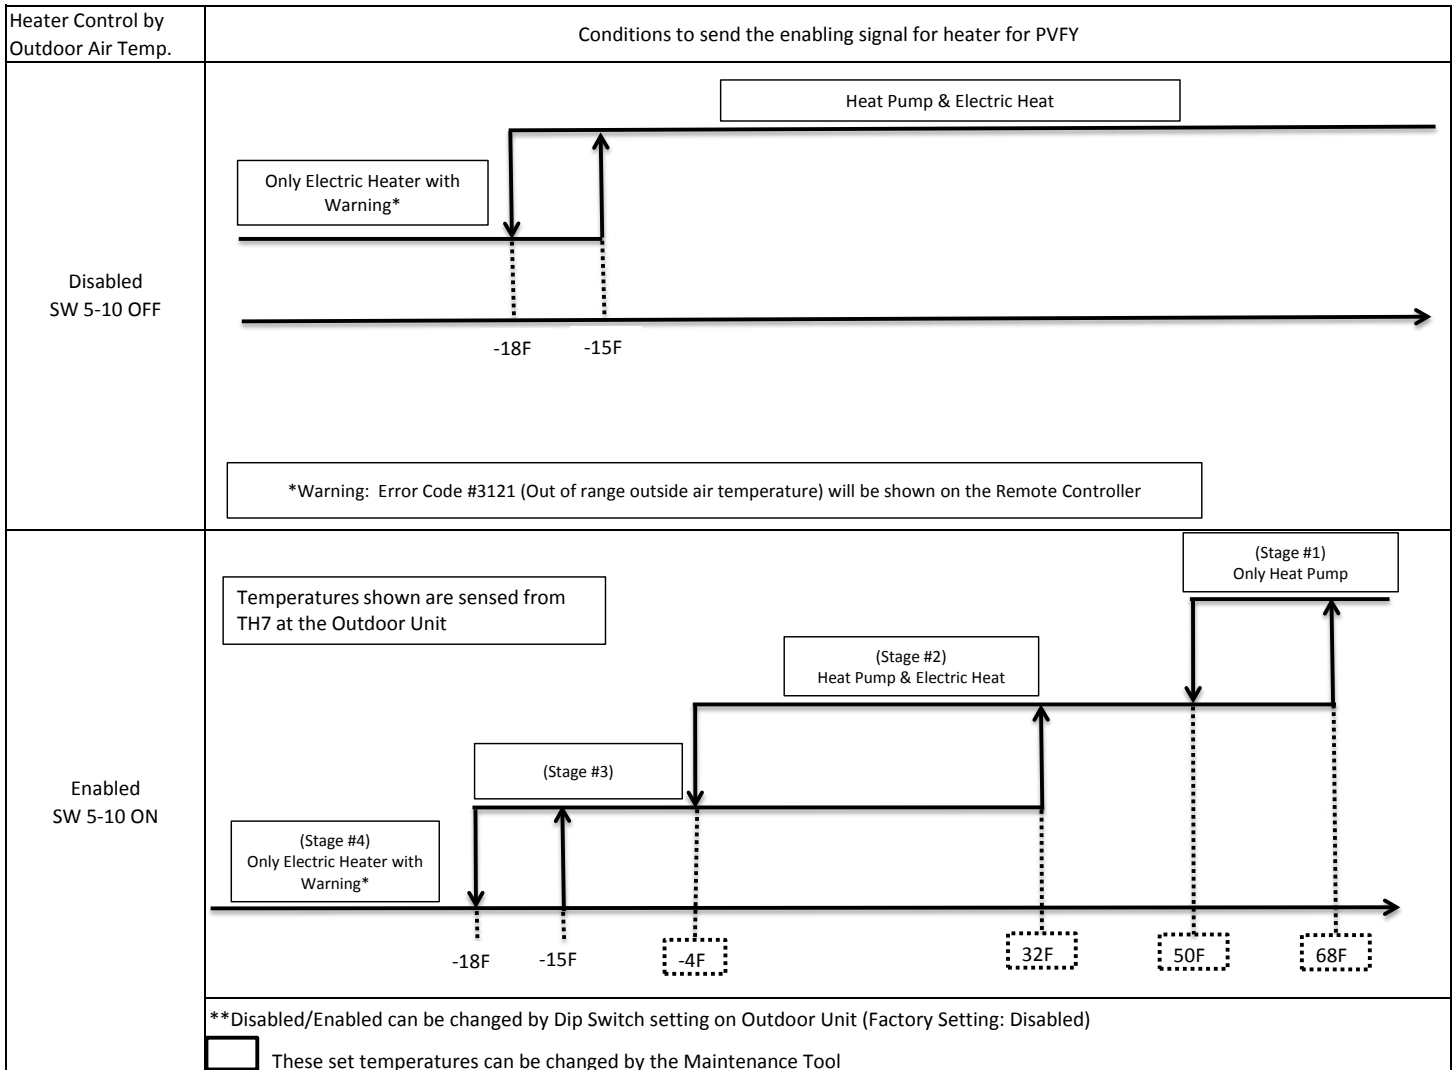 Heater Control by
Outdoor Air Temp.
Conditions to send the enabling signal for heater for PVFY
Disabled
SW 5-10 OFF
Heat Pump & Electric Heat
Only Electric Heater with
Warning*
-18F
-15F
*Warning: Error Code #3121 (Out of range outside air temperature) will be shown on the Remote Controller
Enabled
SW 5-10 ON
Temperatures shown are sensed from
TH7 at the Outdoor Unit
(Stage #1)
Only Heat Pump
(Stage #2)
Heat Pump & Electric Heat
(Stage #3)
(Stage #4)
Only Electric Heater with
Warning*
-18F
-15F
-4F
32F
50F
68F
**Disabled/Enabled can be changed by Dip Switch setting on Outdoor Unit (Factory Setting: Disabled)
These set temperatures can be changed by the Maintenance Tool